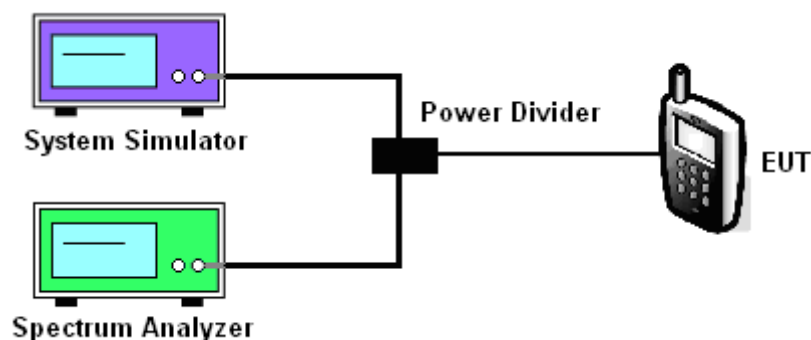 System Simulator
Power Divider
EUT
Spectrum Analyzer